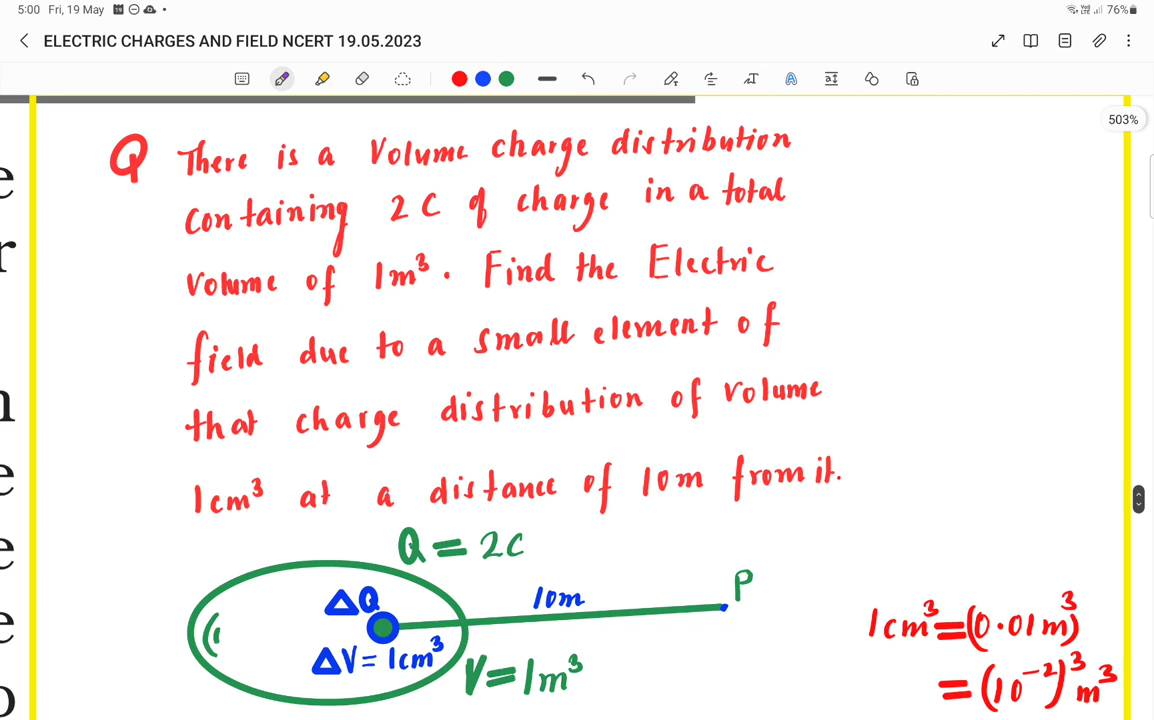 5:00 Fri, 19 May 76%
ELECTRIC CHARGES AND FIELD NCERT 19.05.2023
503%
Q There is a Volume charge distribution
containing 2 C of charge in a total
volume of 1m³. Find the Electric
field due to a small element of
that charge distribution of volume
1cm³ at a distance of 10m from it.
Q = 2C
ΔQ 10m P
ΔV = 1cm³ V = 1m³
1cm³ = (0.01m)³
= (10⁻²)³ m³
e
r
n
e
e
e
o